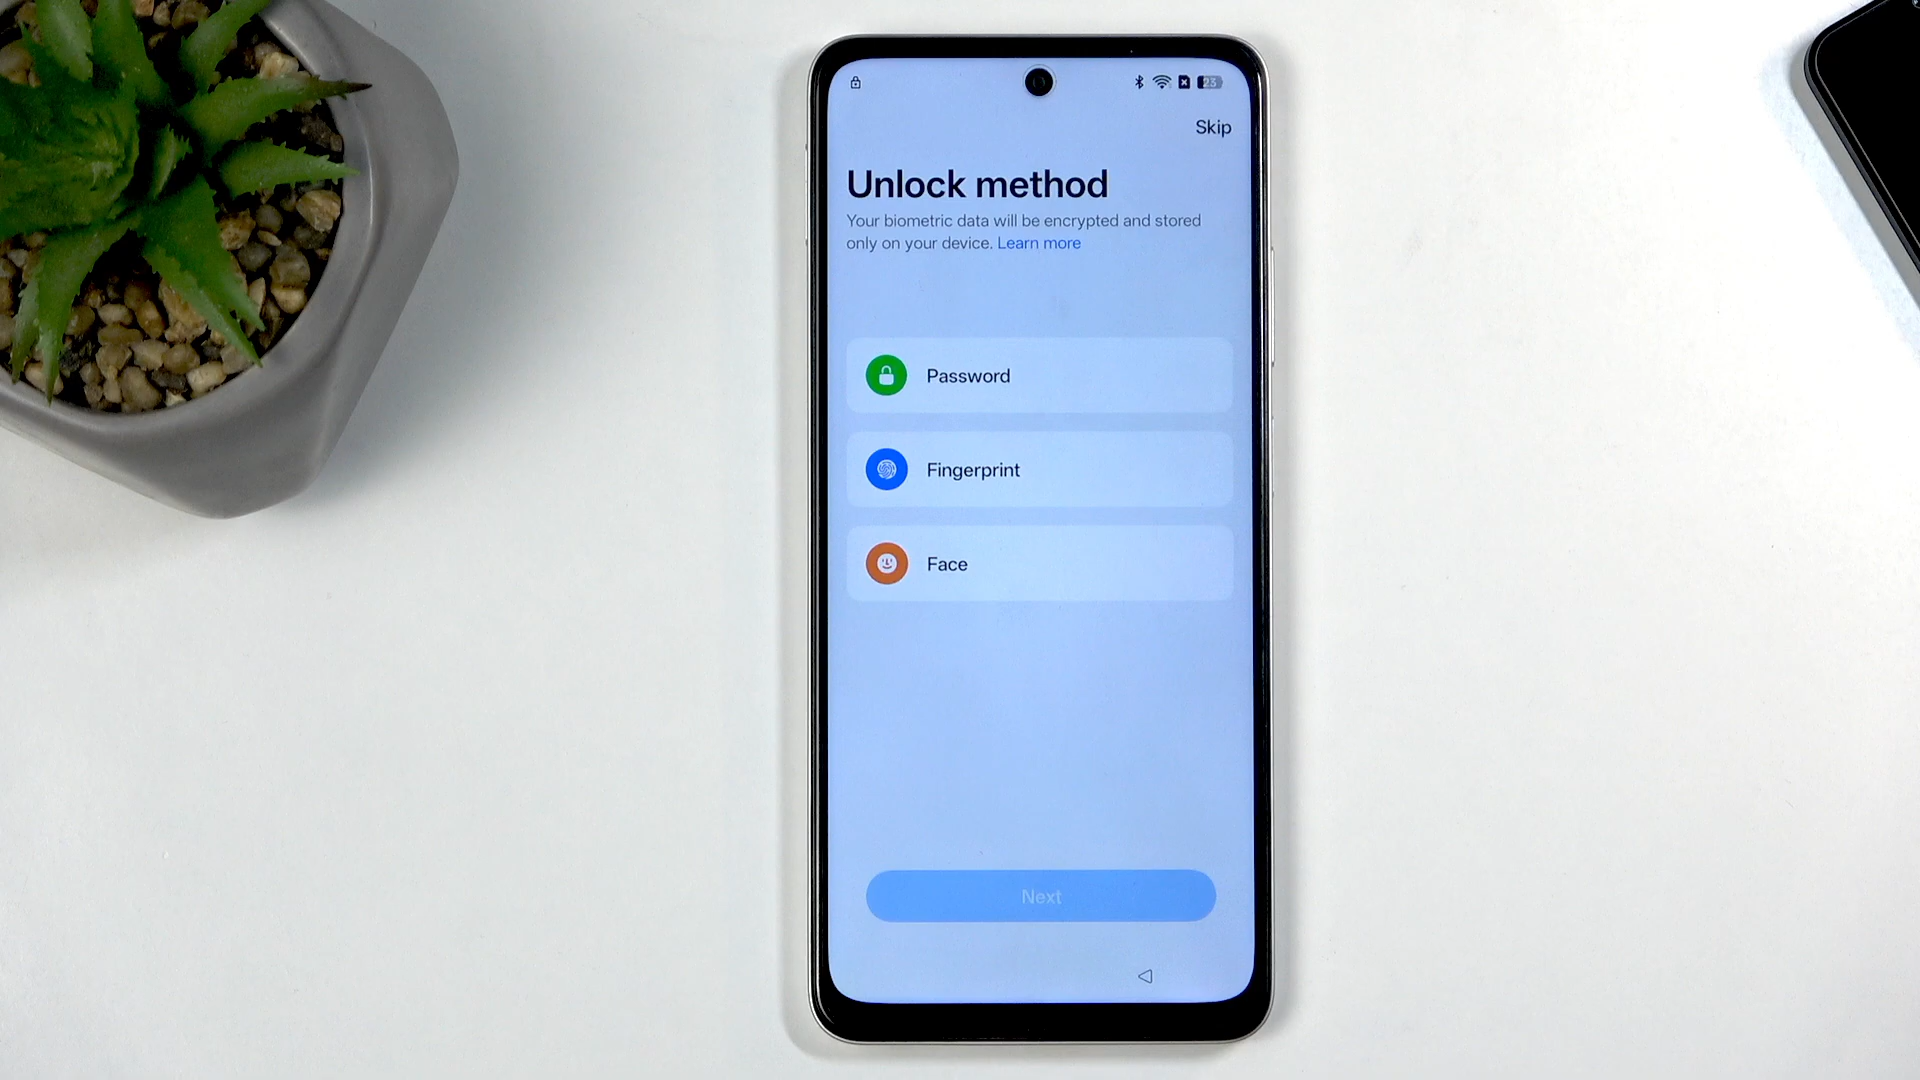 23
Skip
Unlock method
Your biometric data will be encrypted and stored
only on your device. Learn more
Password
Fingerprint
Face
Next